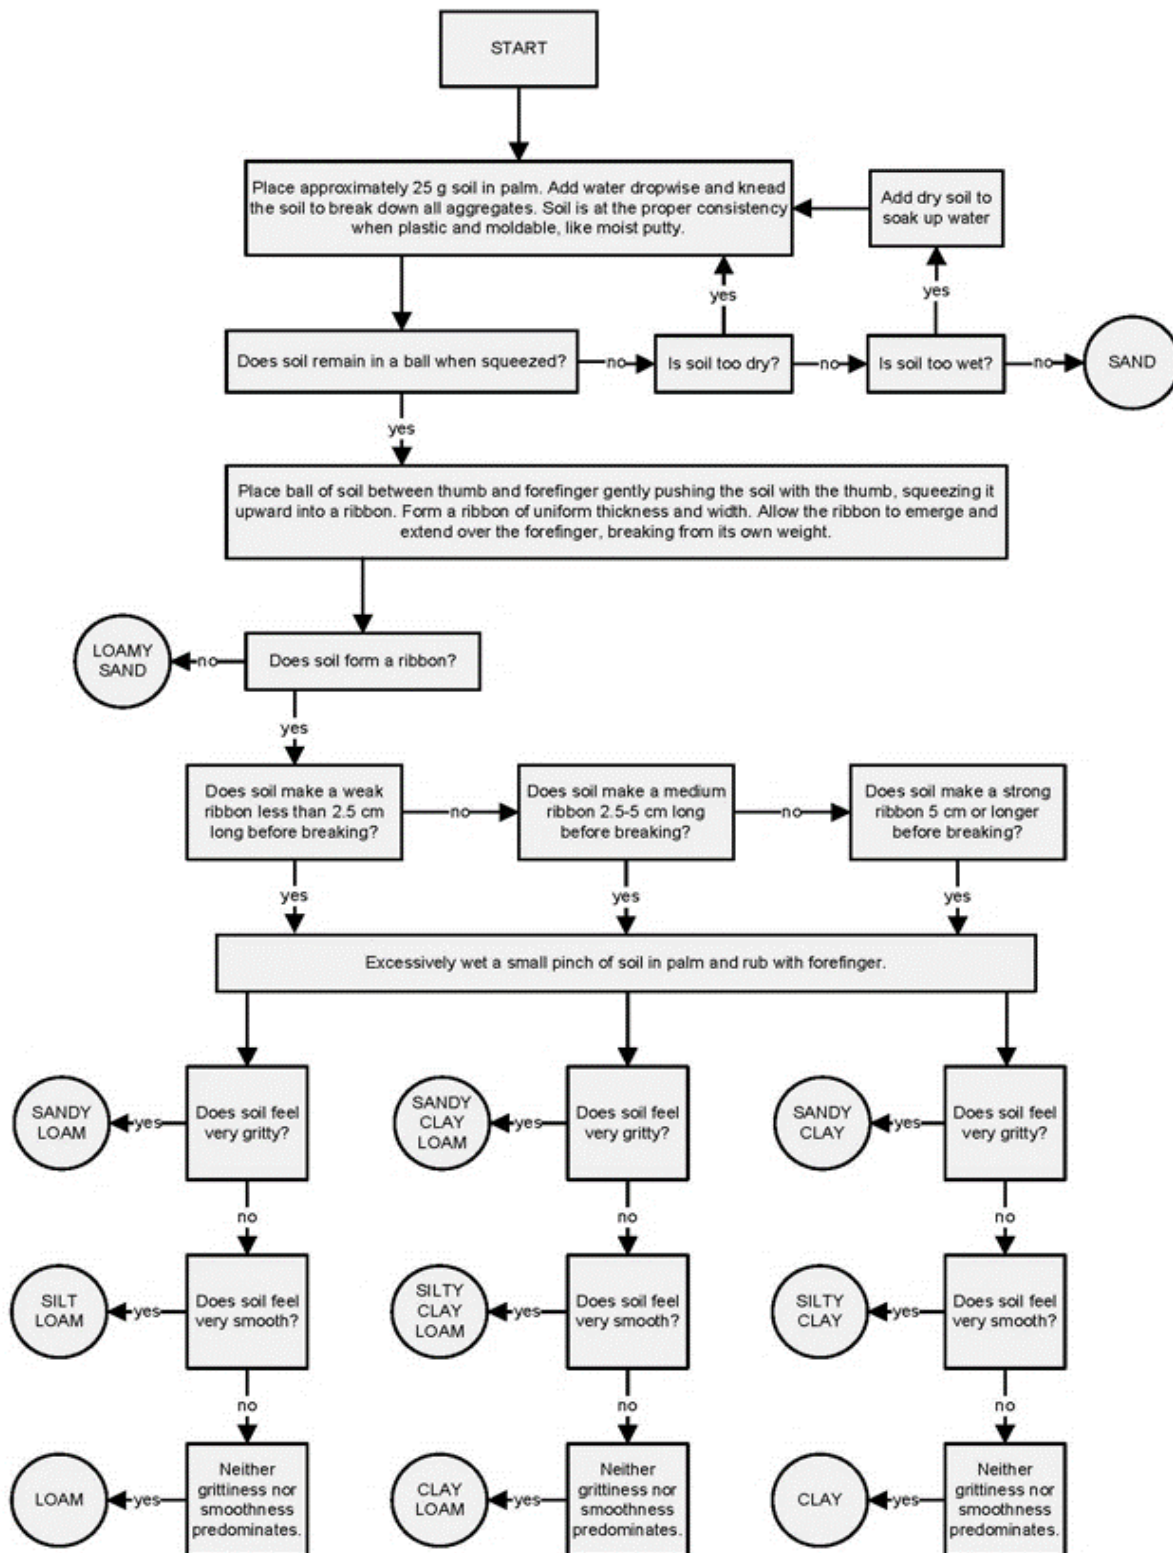 START
Place approximately 25 g soil in palm. Add water dropwise and knead
the soil to break down all aggregates. Soil is at the proper consistency
when plastic and moldable, like moist putty.
Add dry soil to
soak up water
yes
yes
Does soil remain in a ball when squeezed?
no
Is soil too dry?
no
Is soil too wet?
no
SAND
yes
Place ball of soil between thumb and forefinger gently pushing the soil with the thumb, squeezing it
upward into a ribbon. Form a ribbon of uniform thickness and width. Allow the ribbon to emerge and
extend over the forefinger, breaking from its own weight.
LOAMY
SAND
no
Does soil form a ribbon?
yes
Does soil make a weak
ribbon less than 2.5 cm
long before breaking?
no
Does soil make a medium
ribbon 2.5-5 cm long
before breaking?
no
Does soil make a strong
ribbon 5 cm or longer
before breaking?
yes
yes
yes
Excessively wet a small pinch of soil in palm and rub with forefinger.
SANDY
LOAM
yes
Does soil feel
very gritty?
SANDY
CLAY
LOAM
yes
Does soil feel
very gritty?
SANDY
CLAY
yes
Does soil feel
very gritty?
no
no
no
SILT
LOAM
yes
Does soil feel
very smooth?
SILTY
CLAY
LOAM
yes
Does soil feel
very smooth?
SILTY
CLAY
yes
Does soil feel
very smooth?
no
no
no
LOAM
yes
Neither
grittiness nor
smoothness
predominates.
CLAY
LOAM
yes
Neither
grittiness nor
smoothness
predominates.
CLAY
yes
Neither
grittiness nor
smoothness
predominates.